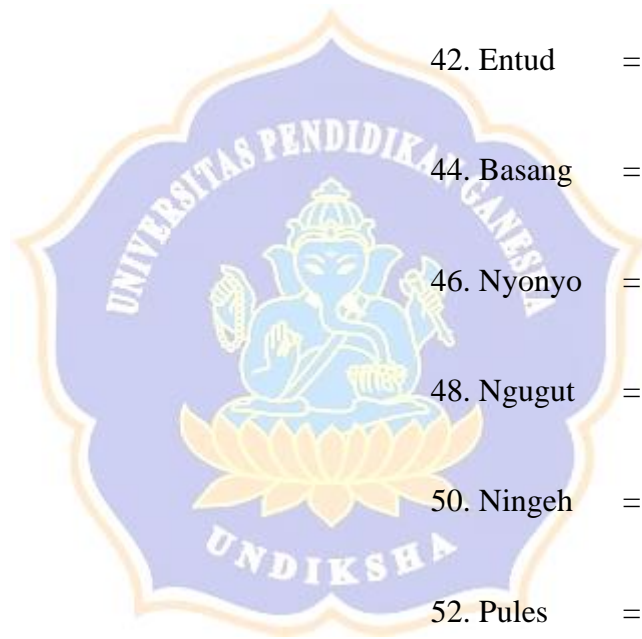 42. Entud =
UNIVERSITAS PENDIDIKAN GANESHA
44. Basang =
46. Nyonyo =
48. Ngugut =
50. Ningeh =
UNDIKSHA
52. Pules =